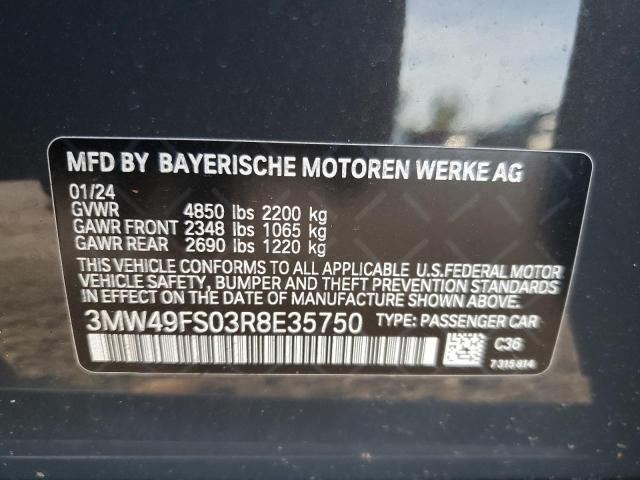 MFD BY BAYERISCHE MOTOREN WERKE AG
01/24
GVWR 4850 lbs 2200 kg
GAWR FRONT 2348 lbs 1065 kg
GAWR REAR 2690 lbs 1220 kg
THIS VEHICLE CONFORMS TO ALL APPLICABLE U.S.FEDERAL MOTOR
VEHICLE SAFETY, BUMPER AND THEFT PREVENTION STANDARDS
IN EFFECT ON THE DATE OF MANUFACTURE SHOWN ABOVE.
3MW49FS03R8E35750 TYPE: PASSENGER CAR
C36
7 315 814